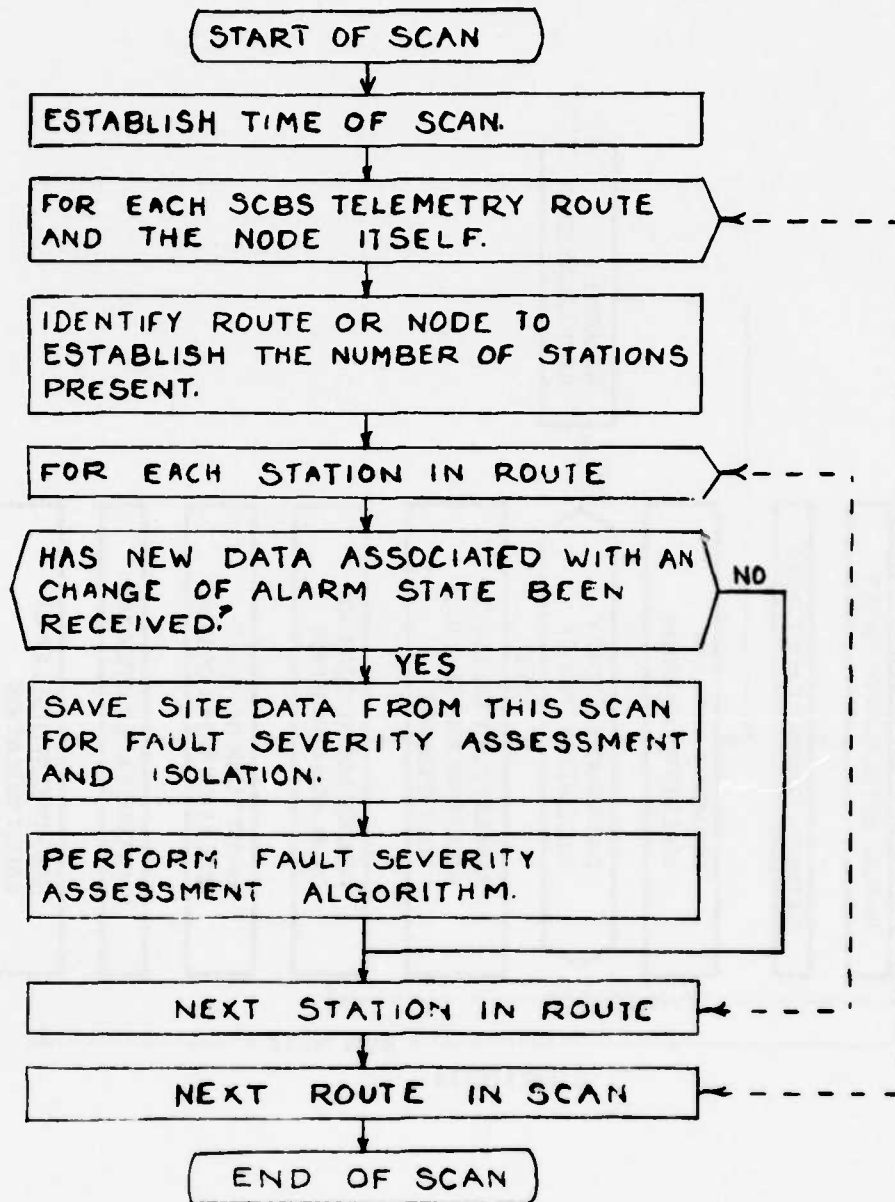 START OF SCAN
ESTABLISH TIME OF SCAN.
FOR EACH SCBS TELEMETRY ROUTE
AND THE NODE ITSELF.
IDENTIFY ROUTE OR NODE TO
ESTABLISH THE NUMBER OF STATIONS
PRESENT.
FOR EACH STATION IN ROUTE
HAS NEW DATA ASSOCIATED WITH AN
CHANGE OF ALARM STATE BEEN
RECEIVED?
NO
YES
SAVE SITE DATA FROM THIS SCAN
FOR FAULT SEVERITY ASSESSMENT
AND ISOLATION.
PERFORM FAULT SEVERITY
ASSESSMENT ALGORITHM.
NEXT STATION IN ROUTE
NEXT ROUTE IN SCAN
END OF SCAN